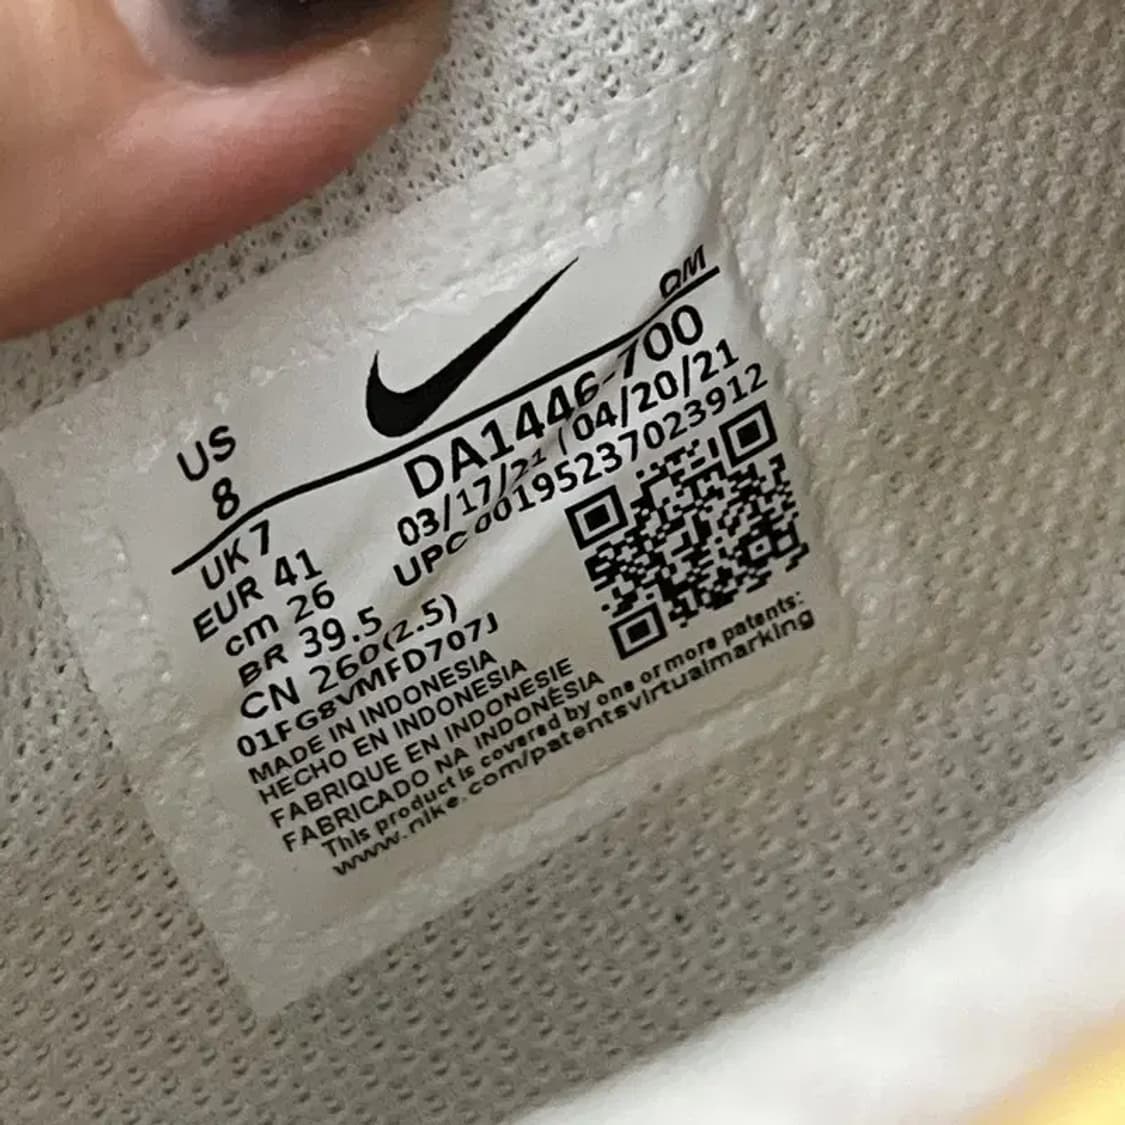 QM
US
8
UK 7
EUR 41
cm 26
BR 39.5
CN 260(2.5)
DA1446-700
03/17/21 / 04/20/21
UPC 00195237023912
01FG8VMFD707J
MADE IN INDONESIA
HECHO EN INDONESIA
FABRIQUE EN INDONESIE
FABRICADO NA INDONÉSIA
This product is covered by one or more patents:
www.nike.com/patentsvirtualmarking